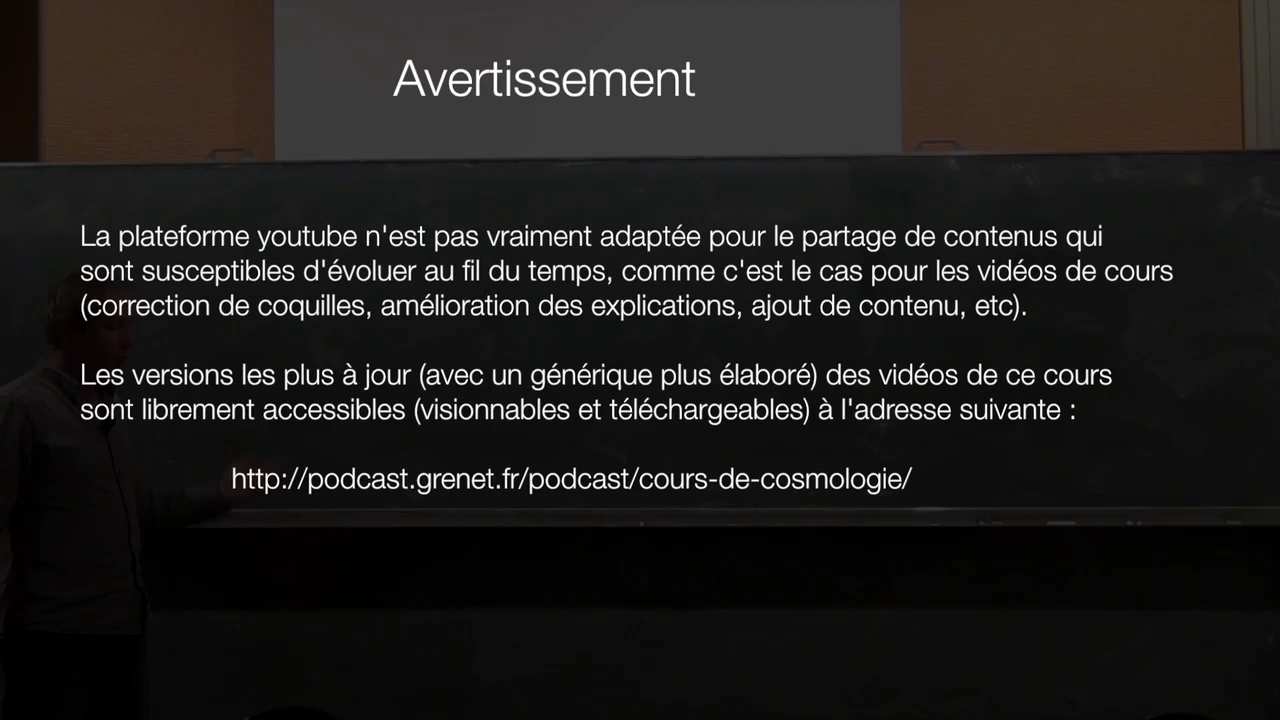 Avertissement
La plateforme youtube n'est pas vraiment adaptée pour le partage de contenus qui
sont susceptibles d'évoluer au fil du temps, comme c'est le cas pour les vidéos de cours
(correction de coquilles, amélioration des explications, ajout de contenu, etc).
Les versions les plus à jour (avec un générique plus élaboré) des vidéos de ce cours
sont librement accessibles (visionnables et téléchargeables) à l'adresse suivante :
http://podcast.grenet.fr/podcast/cours-de-cosmologie/